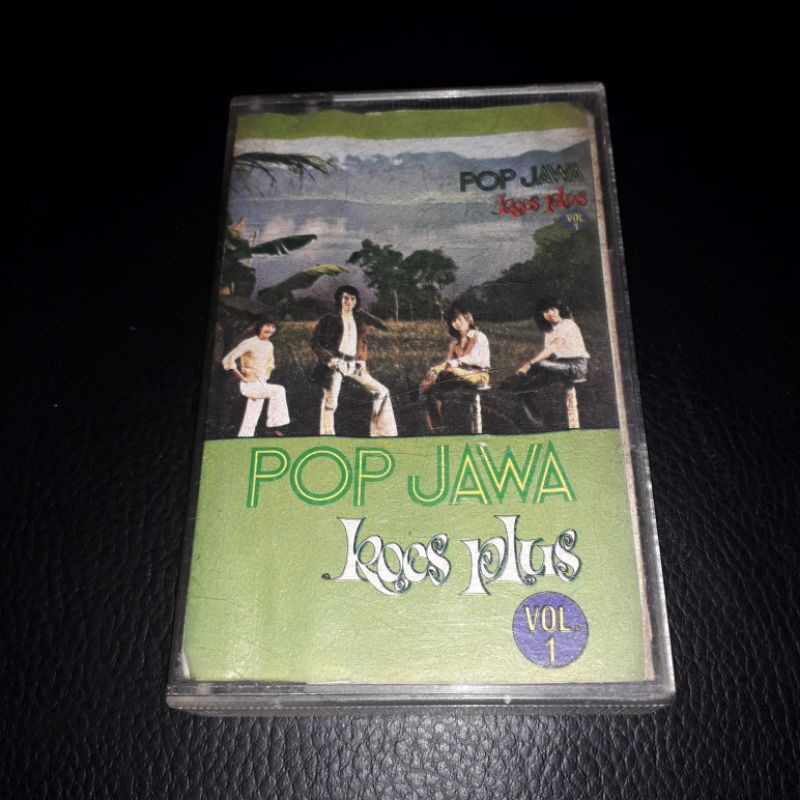 POP JAWA
koes plus
VOL
1
POP JAWA
koes plus
VOL.
1